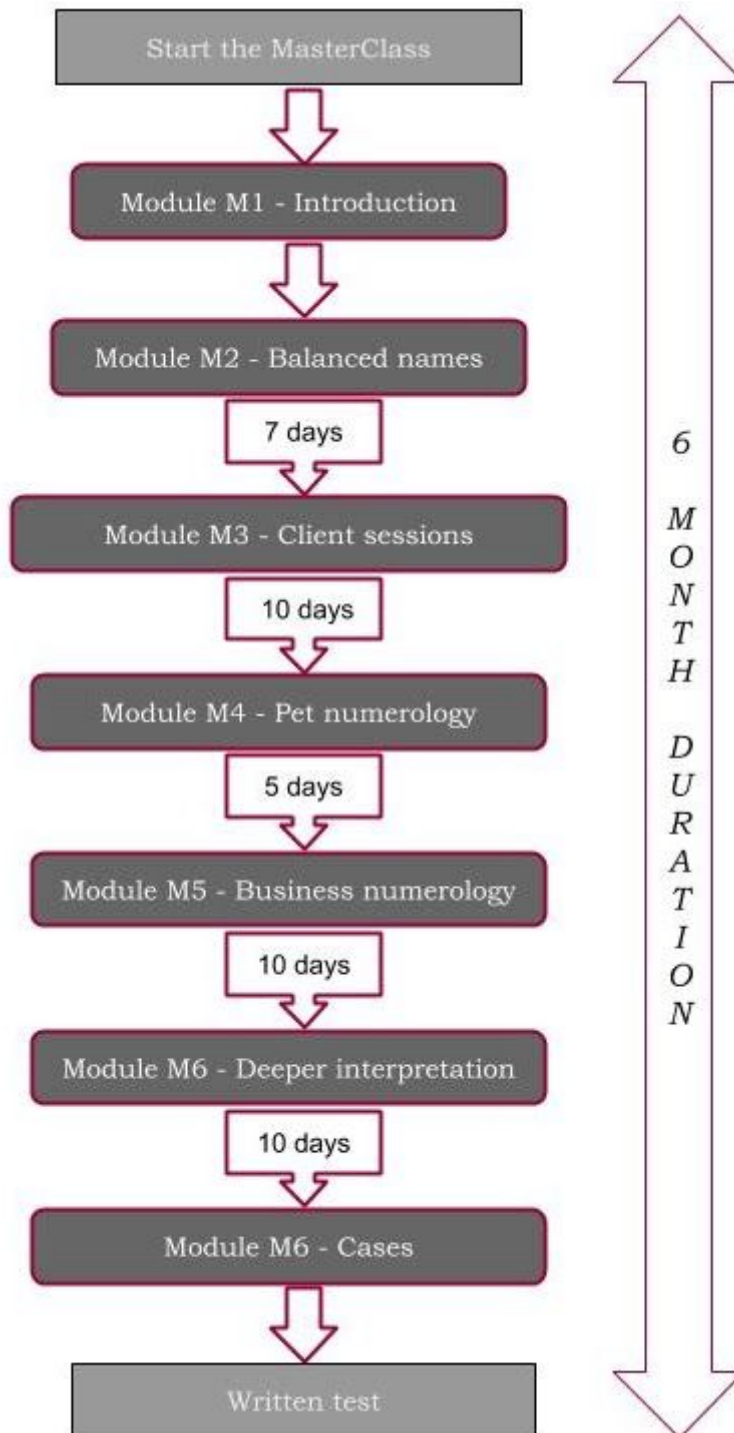 Start the MasterClass
Module M1 - Introduction
Module M2 - Balanced names
7 days
Module M3 - Client sessions
10 days
Module M4 - Pet numerology
5 days
Module M5 - Business numerology
10 days
Module M6 - Deeper interpretation
10 days
Module M6 - Cases
Written test
6 MONTH DURATION